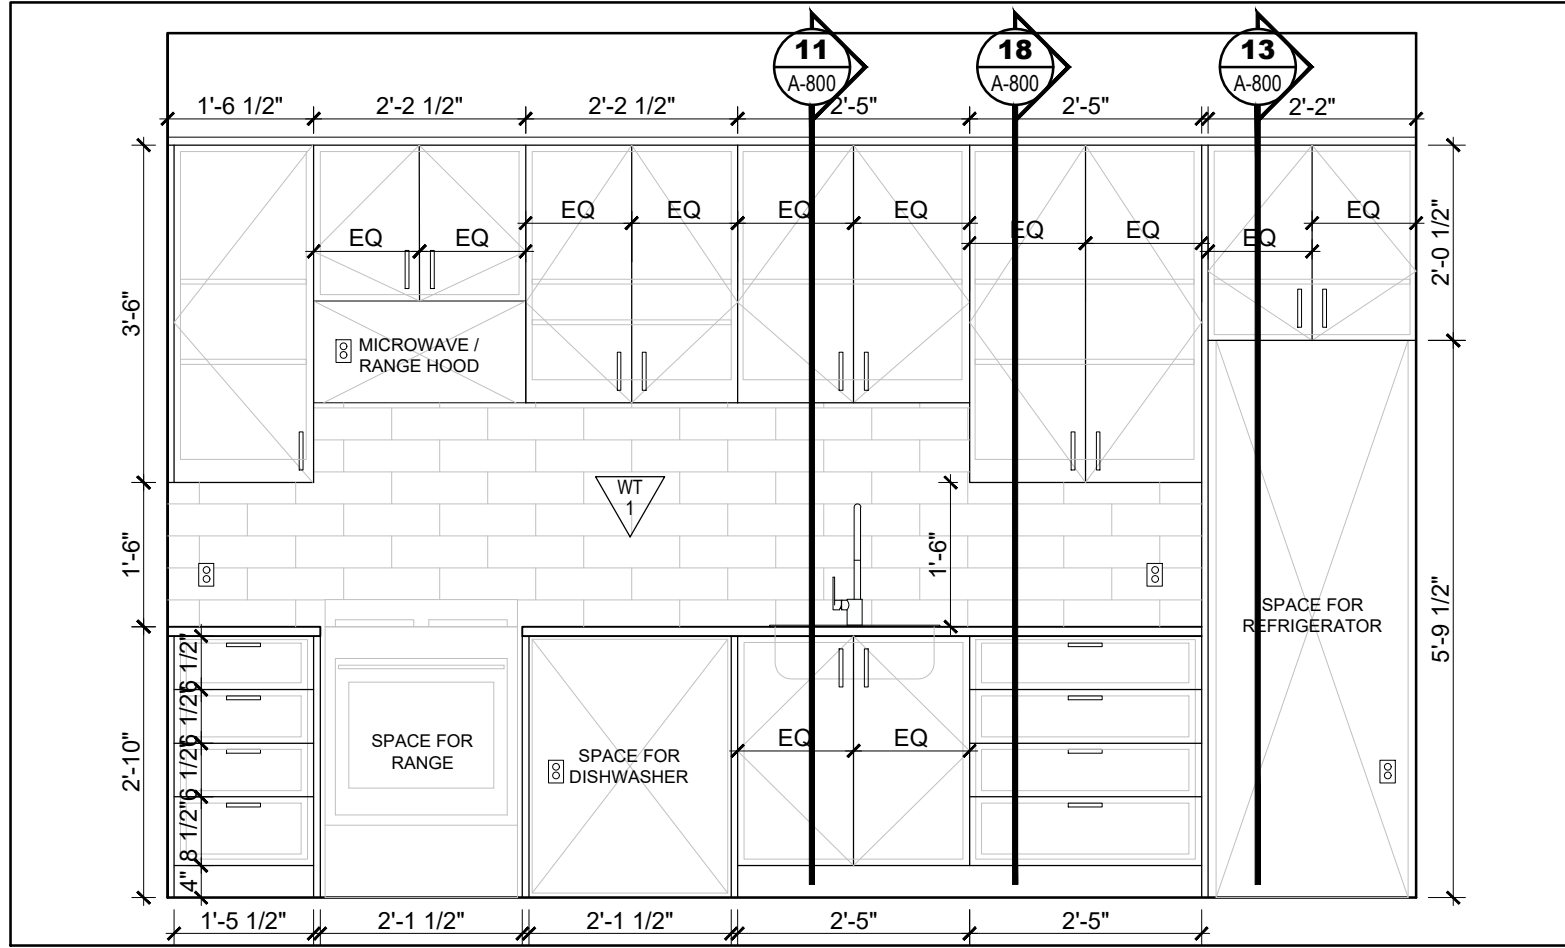 11
A-800
18
A-800
13
A-800
1'-6 1/2"
2'-2 1/2"
2'-2 1/2"
2'-5"
2'-5"
2'-2"
EQ
EQ
EQ
EQ
EQ
EQ
EQ
EQ
EQ
EQ
3'-6"
2'-0 1/2"
MICROWAVE /
RANGE HOOD
WT
1
1'-6"
1'-6"
SPACE FOR
REFRIGERATOR
5'-9 1/2"
2'-10"
6 1/2"
6 1/2"
6 1/2"
8 1/2"
4"
SPACE FOR
RANGE
SPACE FOR
DISHWASHER
EQ
EQ
1'-5 1/2"
2'-1 1/2"
2'-1 1/2"
2'-5"
2'-5"